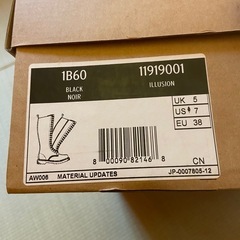 1B60 11919001
BLACK ILLUSION
NOIR
UK 5
US* 7
EU 38
8 00090 82146 8
AW006 MATERIAL UPDATES CN
JP-0007805-12